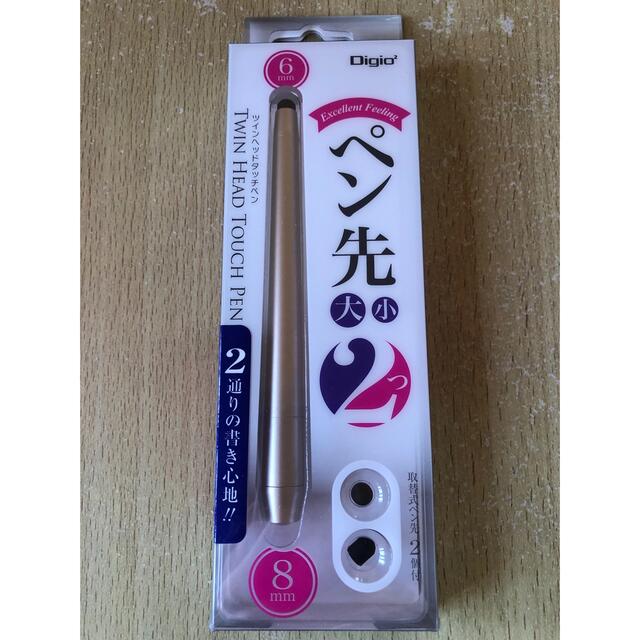 6
mm
Digio²
Excellent Feeling
ペン先
大 小
2つ
ツインヘッドタッチペン
TWIN HEAD TOUCH PEN
2通りの書き心地!!
取替式ペン先2個付
8
mm